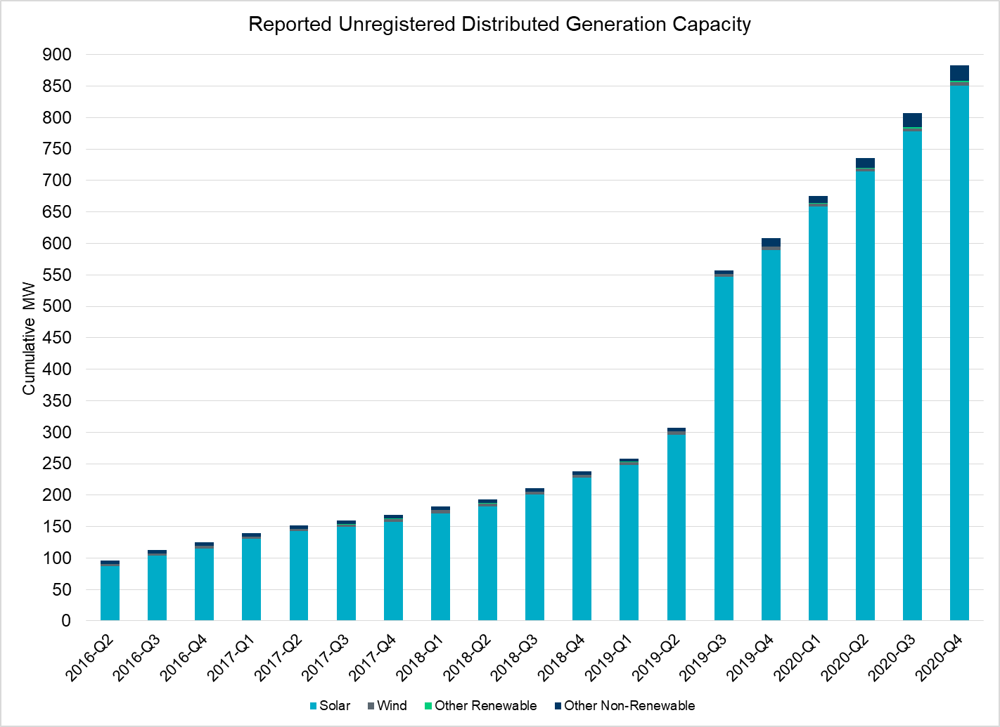 Reported Unregistered Distributed Generation Capacity
900
850
800
750
700
650
600
550
500
450
400
350
300
250
200
150
100
50
0
Cumulative MW
2016-Q2
2016-Q3
2016-Q4
2017-Q1
2017-Q2
2017-Q3
2017-Q4
2018-Q1
2018-Q2
2018-Q3
2018-Q4
2019-Q1
2019-Q2
2019-Q3
2019-Q4
2020-Q1
2020-Q2
2020-Q3
2020-Q4
Solar Wind Other Renewable Other Non-Renewable